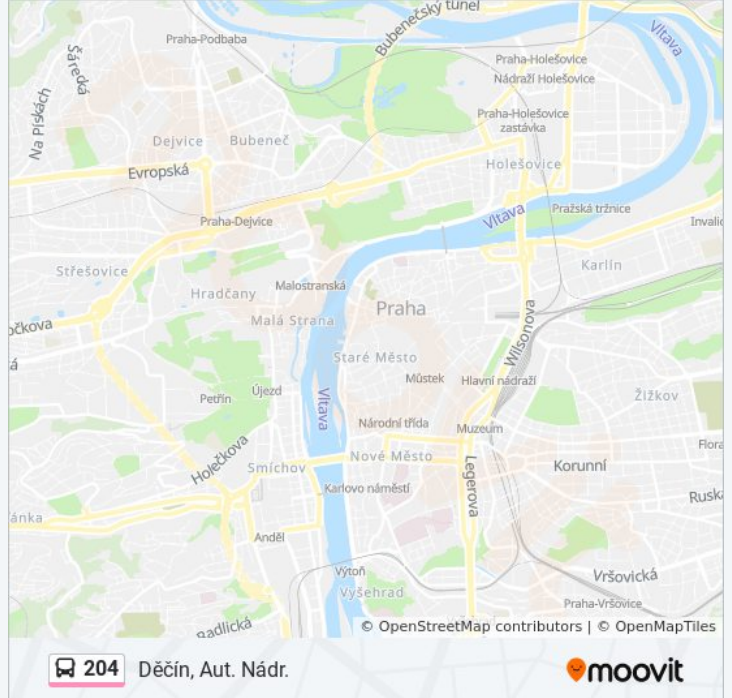 Bubenečský tunel
Praha-Podbaba
Vltava
Šárecká
Praha-Holešovice
Nádraží Holešovice
Na Pískách
Praha-Holešovice
zastávka
Dejvice
Bubeneč
Holešovice
Evropská
Vltava
Pražská tržnice
Praha-Dejvice
Invalid
Střešovice
Karlín
Malostranská
Hradčany
Praha
očkova
Malá Strana
Wilsonova
Staré Město
á
Můstek
Hlavní nádraží
Újezd
Petřín
Vltava
Žižkov
Národní třída
Muzeum
Flora
Holečkova
Nové Město
Smíchov
Korunní
Legerova
Karlovo náměstí
Ruská
ánka
Anděl
Výtoň
Vršovická
Vyšehrad
Praha-Vršovice
Radlická
© OpenStreetMap contributors | © OpenMapTiles
204 Děčín, Aut. Nádr.
moovit